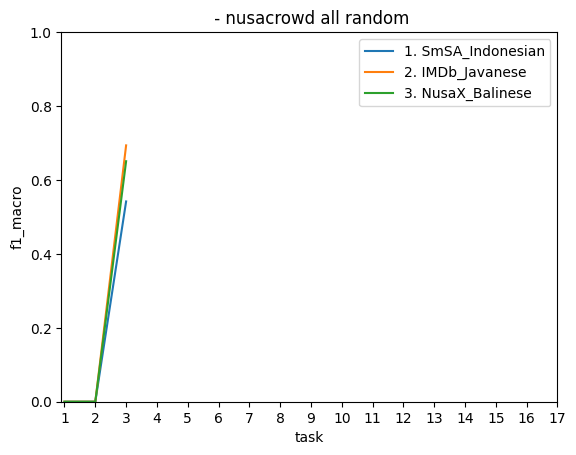 - nusacrowd all random
1. SmSA_Indonesian
2. IMDb_Javanese
3. NusaX_Balinese
1.0
0.8
0.6
0.4
0.2
0.0
f1_macro
1 2 3 4 5 6 7 8 9 10 11 12 13 14 15 16 17
task